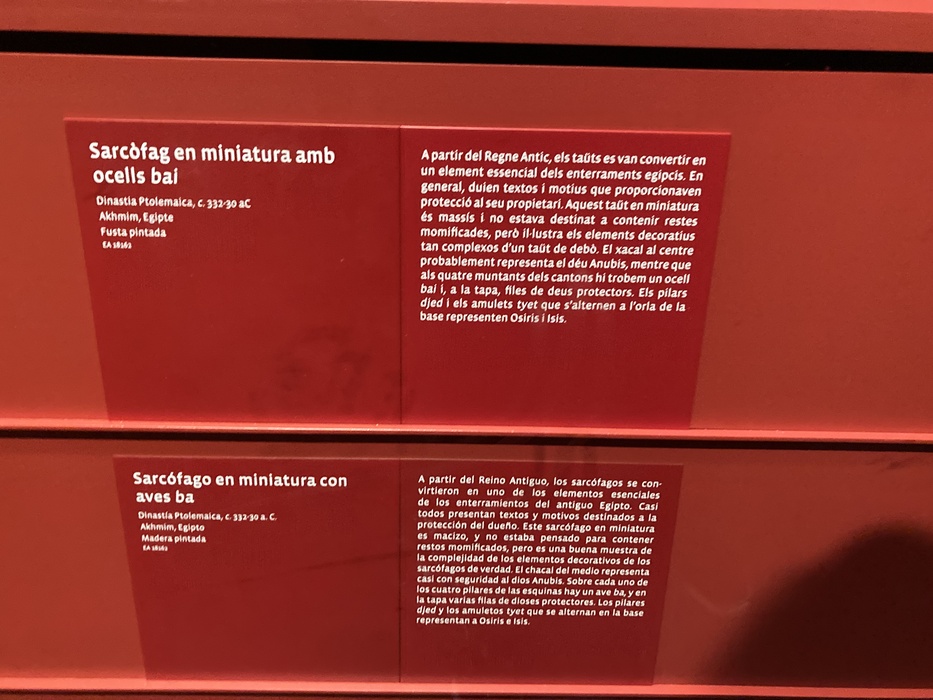 Sarcòfag en miniatura amb
ocells bai
Dinastia Ptolemaica, c. 332-30 aC
Akhmim, Egipte
Fusta pintada
EA 18162
A partir del Regne Antic, els taüts es van convertir en
un element essencial dels enterraments egipcis. En
general, duien textos i motius que proporcionaven
protecció al seu propietari. Aquest taüt en miniatura
és massís i no estava destinat a contenir restes
momificades, però il·lustra els elements decoratius
tan complexos d'un taüt de debò. El xacal al centre
probablement representa el déu Anubis, mentre que
als quatre muntants dels cantons hi trobem un ocell
bai i, a la tapa, files de deus protectors. Els pilars
djed i els amulets tyet que s'alternen a l'orla de la
base representen Osiris i Isis.
Sarcófago en miniatura con
aves ba
Dinastía Ptolemaica, c. 332-30 a. C.
Akhmim, Egipto
Madera pintada
EA 18162
A partir del Reino Antiguo, los sarcófagos se con-
virtieron en uno de los elementos esenciales
de los enterramientos del antiguo Egipto. Casi
todos presentan textos y motivos destinados a la
protección del dueño. Este sarcófago en miniatura
es macizo, y no estaba pensado para contener
restos momificados, pero es una buena muestra de
la complejidad de los elementos decorativos de los
sarcófagos de verdad. El chacal del medio representa
casi con seguridad al dios Anubis. Sobre cada uno de
los cuatro pilares de las esquinas hay un ave ba, y en
la tapa varias filas de dioses protectores. Los pilares
djed y los amuletos tyet que se alternan en la base
representan a Osiris e Isis.